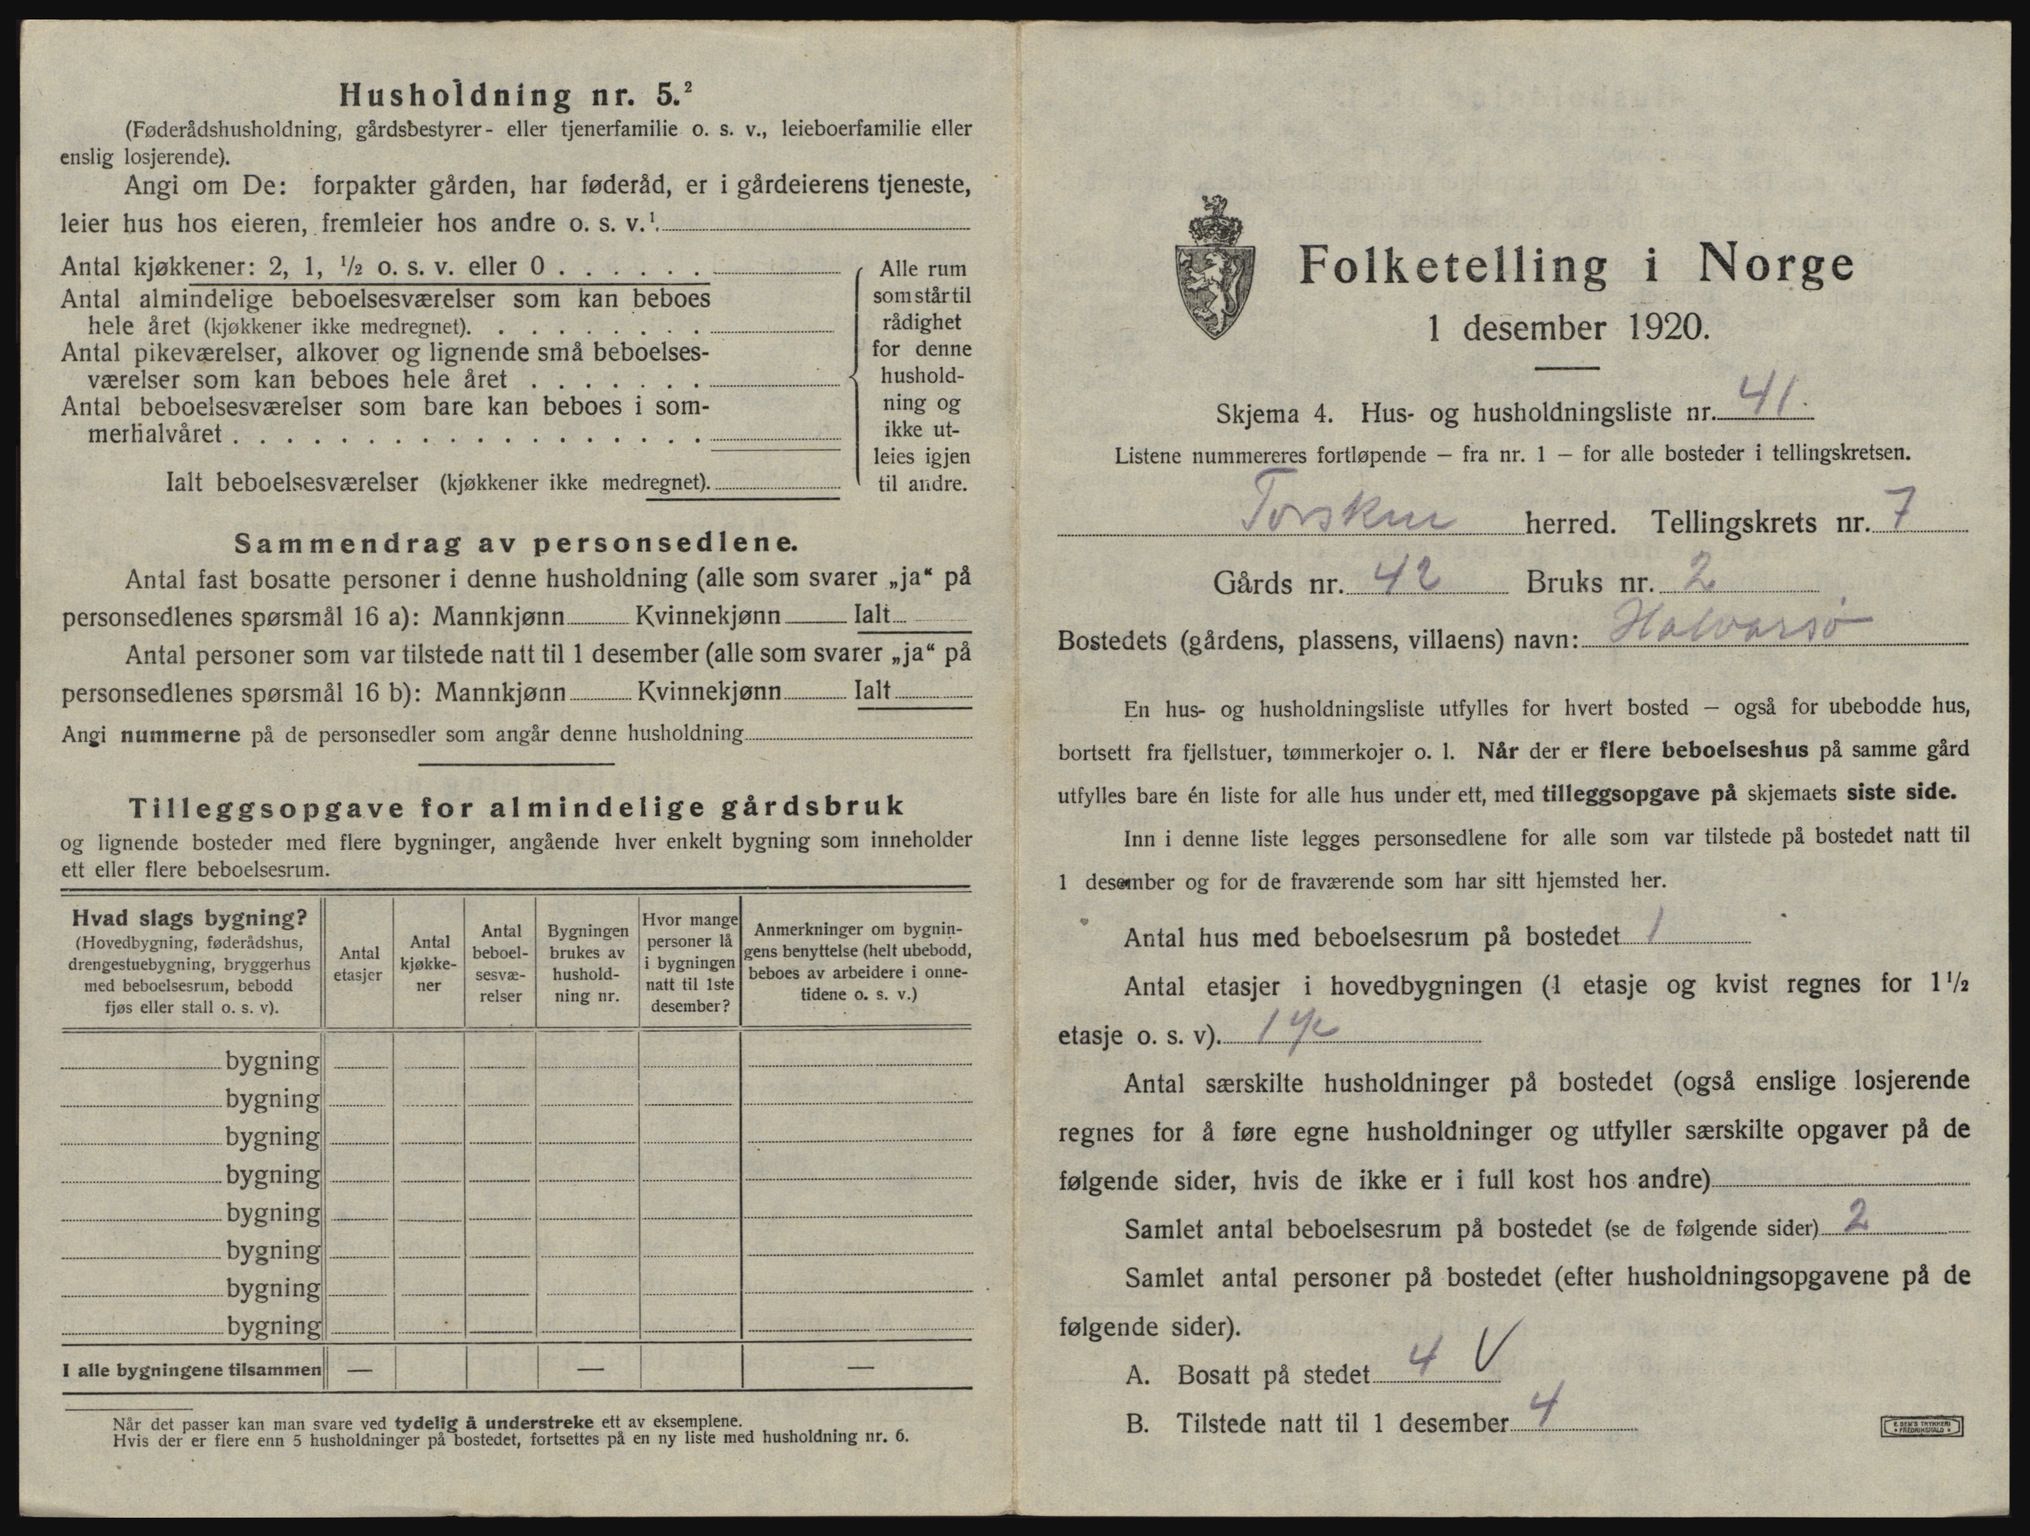 Husholdning nr. 5.²
(Føderådshusholdning, gårdsbestyrer- eller tjenerfamilie o. s. v., leieboerfamilie eller
enslig losjerende).
Angi om De: forpakter gården, har føderåd, er i gårdeierens tjeneste,
leier hus hos eieren, fremleier hos andre o. s. v.¹.
Antal kjøkkener: 2, 1, ½ o. s. v. eller 0 . . . . . .
Antal almindelige beboelsesværelser som kan beboes
hele året (kjøkkener ikke medregnet). . . . . . . . .
Antal pikeværelser, alkover og lignende små beboelses-
værelser som kan beboes hele året . . . . . . .
Antal beboelsesværelser som bare kan beboes i som-
merhalvåret . . . . . . . . . . . . . . . . . .
Ialt beboelsesværelser (kjøkkener ikke medregnet).
Alle rum
som står til
rådighet
for denne
hushold-
ning og
ikke ut-
leies igjen
til andre.
Sammendrag av personsedlene.
Antal fast bosatte personer i denne husholdning (alle som svarer „ja“ på
personsedlenes spørsmål 16 a): Mannkjønn Kvinnekjønn Ialt
Antal personer som var tilstede natt til 1 desember (alle som svarer „ja“ på
personsedlenes spørsmål 16 b): Mannkjønn Kvinnekjønn Ialt
Angi nummerne på de personsedler som angår denne husholdning
Tilleggsopgave for almindelige gårdsbruk
og lignende bosteder med flere bygninger, angående hver enkelt bygning som inneholder
ett eller flere beboelsesrum.
Hvad slags bygning?
(Hovedbygning, føderådshus,
drengestuebygning, bryggerhus
med beboelsesrum, bebodd
fjøs eller stall o. s. v).
Antal
etasjer
Antal
kjøkke-
ner
Antal
beboel-
sesvæ-
relser
Bygningen
brukes av
hushold-
ning nr.
Hvor mange
personer lå
i bygningen
natt til 1ste
desember?
Anmerkninger om bygnin-
gens benyttelse (helt ubebodd,
beboes av arbeidere i onne-
tidene o. s. v.)
bygning
bygning
bygning
bygning
bygning
bygning
bygning
bygning
I alle bygningene tilsammen — — —
Når det passer kan man svare ved tydelig å understreke ett av eksemplene.
Hvis der er flere enn 5 husholdninger på bostedet, fortsettes på en ny liste med husholdning nr. 6.
Folketelling i Norge
1 desember 1920.
Skjema 4. Hus- og husholdningsliste nr. 41.
Listene nummereres fortløpende – fra nr. 1 – for alle bosteder i tellingskretsen.
Torsken herred. Tellingskrets nr. 7
Gårds nr. 42 Bruks nr. 2
Bostedets (gårdens, plassens, villaens) navn: Halvarsø
En hus- og husholdningsliste utfylles for hvert bosted – også for ubebodde hus,
bortsett fra fjellstuer, tømmerkojer o. l. Når der er flere beboelseshus på samme gård
utfylles bare én liste for alle hus under ett, med tilleggsopgave på skjemaets siste side.
Inn i denne liste legges personsedlene for alle som var tilstede på bostedet natt til
1 desember og for de fraværende som har sitt hjemsted her.
Antal hus med beboelsesrum på bostedet 1
Antal etasjer i hovedbygningen (1 etasje og kvist regnes for 1 ½
etasje o. s. v). 1 ½
Antal særskilte husholdninger på bostedet (også enslige losjerende
regnes for å føre egne husholdninger og utfyller særskilte opgaver på de
følgende sider, hvis de ikke er i full kost hos andre)
Samlet antal beboelsesrum på bostedet (se de følgende sider) 2
Samlet antal personer på bostedet (efter husholdningsopgavene på de
følgende sider).
A. Bosatt på stedet 4 V
B. Tilstede natt til 1 desember 4
E. SEM'S TRYKKERI
FREDRIKSHALD